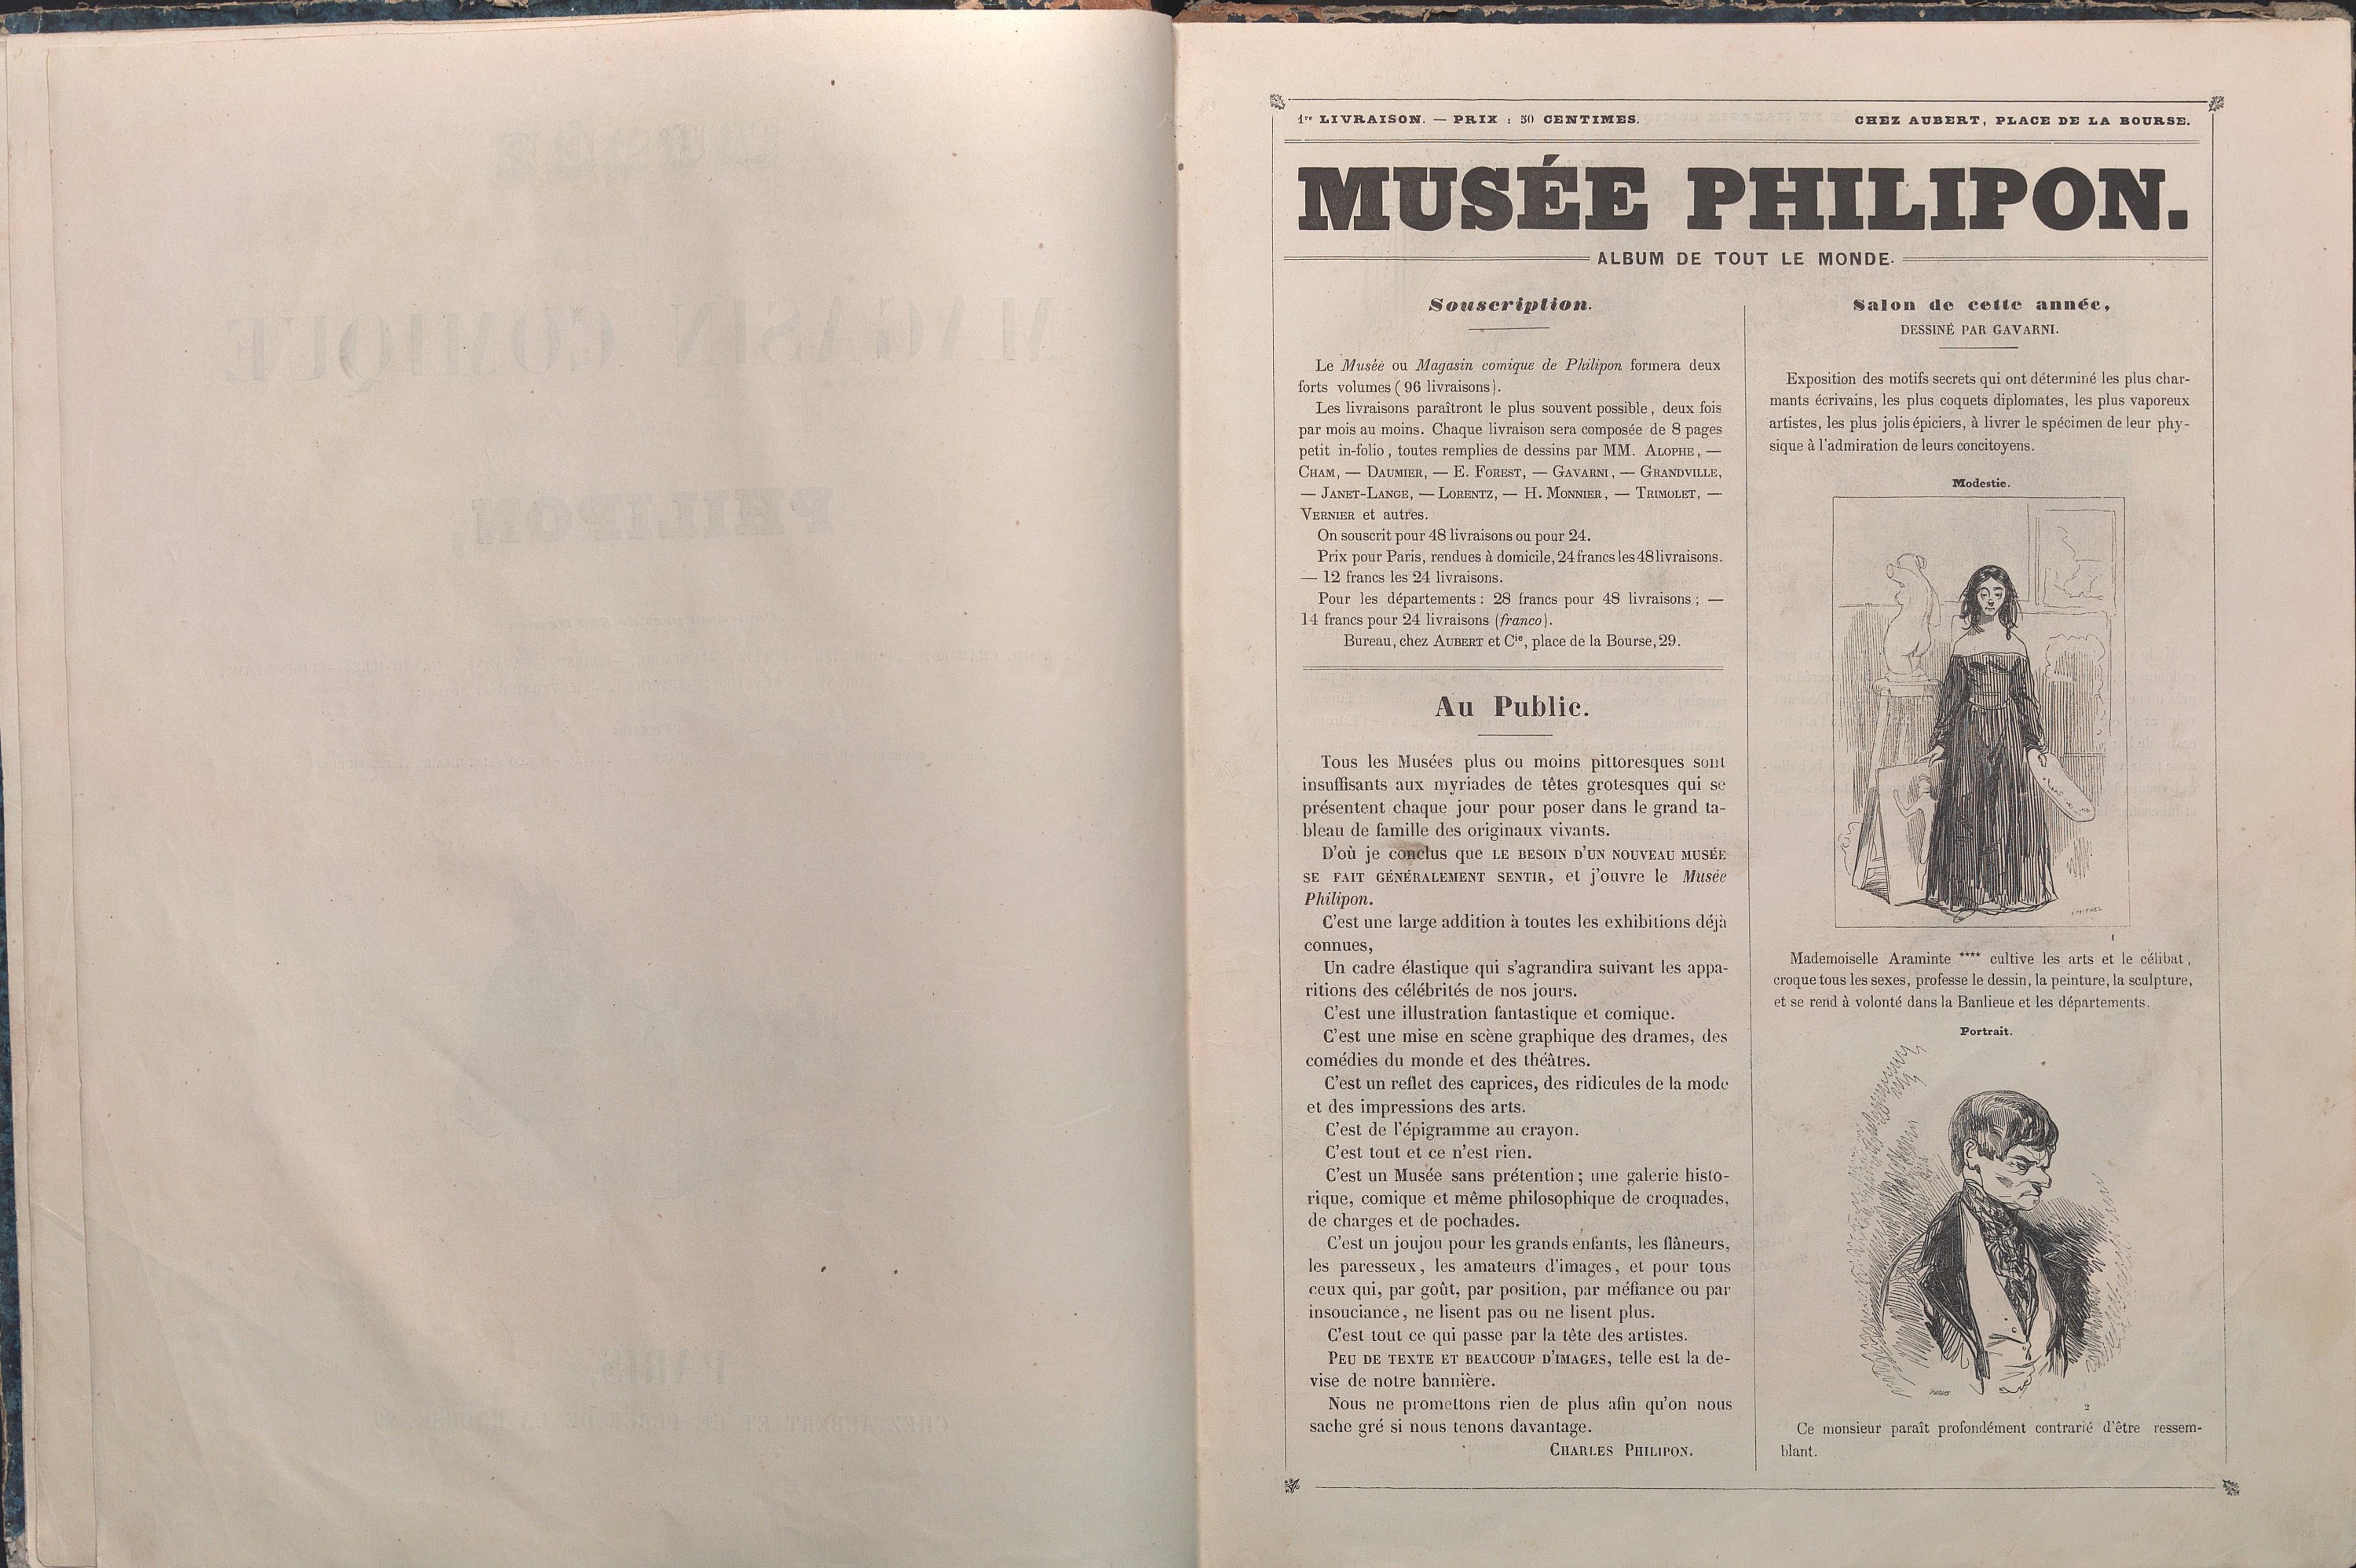 1re LIVRAISON. — PRIX : 50 CENTIMES.
CHEZ AUBERT, PLACE DE LA BOURSE.
MUSÉE PHILIPON.
ALBUM DE TOUT LE MONDE.
Souscription.
Le Musée ou Magasin comique de Philipon formera deux
forts volumes (96 livraisons).
Les livraisons paraîtront le plus souvent possible, deux fois
par mois au moins. Chaque livraison sera composée de 8 pages
petit in-folio, toutes remplies de dessins par MM. ALOPHE, —
CHAM, — DAUMIER, — E. FOREST, — GAVARNI, — GRANDVILLE,
— JANET-LANGE, — LORENTZ, — H. MONNIER, — TRIMOLET, —
VERNIER et autres.
On souscrit pour 48 livraisons ou pour 24.
Prix pour Paris, rendues à domicile, 24 francs les 48 livraisons.
— 12 francs les 24 livraisons.
Pour les départements : 28 francs pour 48 livraisons ; —
14 francs pour 24 livraisons (franco).
Bureau, chez AUBERT et Cie, place de la Bourse, 29.
Au Public.
Tous les Musées plus ou moins pittoresques sont
insuffisants aux myriades de têtes grotesques qui se
présentent chaque jour pour poser dans le grand ta-
bleau de famille des originaux vivants.
D'où je conclus que LE BESOIN D'UN NOUVEAU MUSÉE
SE FAIT GÉNÉRALEMENT SENTIR, et j'ouvre le Musée
Philipon.
C'est une large addition à toutes les exhibitions déjà
connues,
Un cadre élastique qui s'agrandira suivant les appa-
ritions des célébrités de nos jours.
C'est une illustration fantastique et comique.
C'est une mise en scène graphique des drames, des
comédies du monde et des théâtres.
C'est un reflet des caprices, des ridicules de la mode
et des impressions des arts.
C'est de l'épigramme au crayon.
C'est tout et ce n'est rien.
C'est un Musée sans prétention ; une galerie histo-
rique, comique et même philosophique de croquades,
de charges et de pochades.
C'est un joujou pour les grands enfants, les flâneurs,
les paresseux, les amateurs d'images, et pour tous
ceux qui, par goût, par position, par méfiance ou par
insouciance, ne lisent pas ou ne lisent plus.
C'est tout ce qui passe par la tête des artistes.
PEU DE TEXTE ET BEAUCOUP D'IMAGES, telle est la de-
vise de notre bannière.
Nous ne promettons rien de plus afin qu'on nous
sache gré si nous tenons davantage.
CHARLES PHILIPON.
Salon de cette année,
DESSINÉ PAR GAVARNI.
Exposition des motifs secrets qui ont déterminé les plus char-
mants écrivains, les plus coquets diplomates, les plus vaporeux
artistes, les plus jolis épiciers, à livrer le spécimen de leur phy-
sique à l'admiration de leurs concitoyens.
Modestie.
1
Mademoiselle Araminte **** cultive les arts et le célibat,
croque tous les sexes, professe le dessin, la peinture, la sculpture,
et se rend à volonté dans la Banlieue et les départements.
Portrait.
2
Ce monsieur paraît profondément contrarié d'être ressem-
blant.